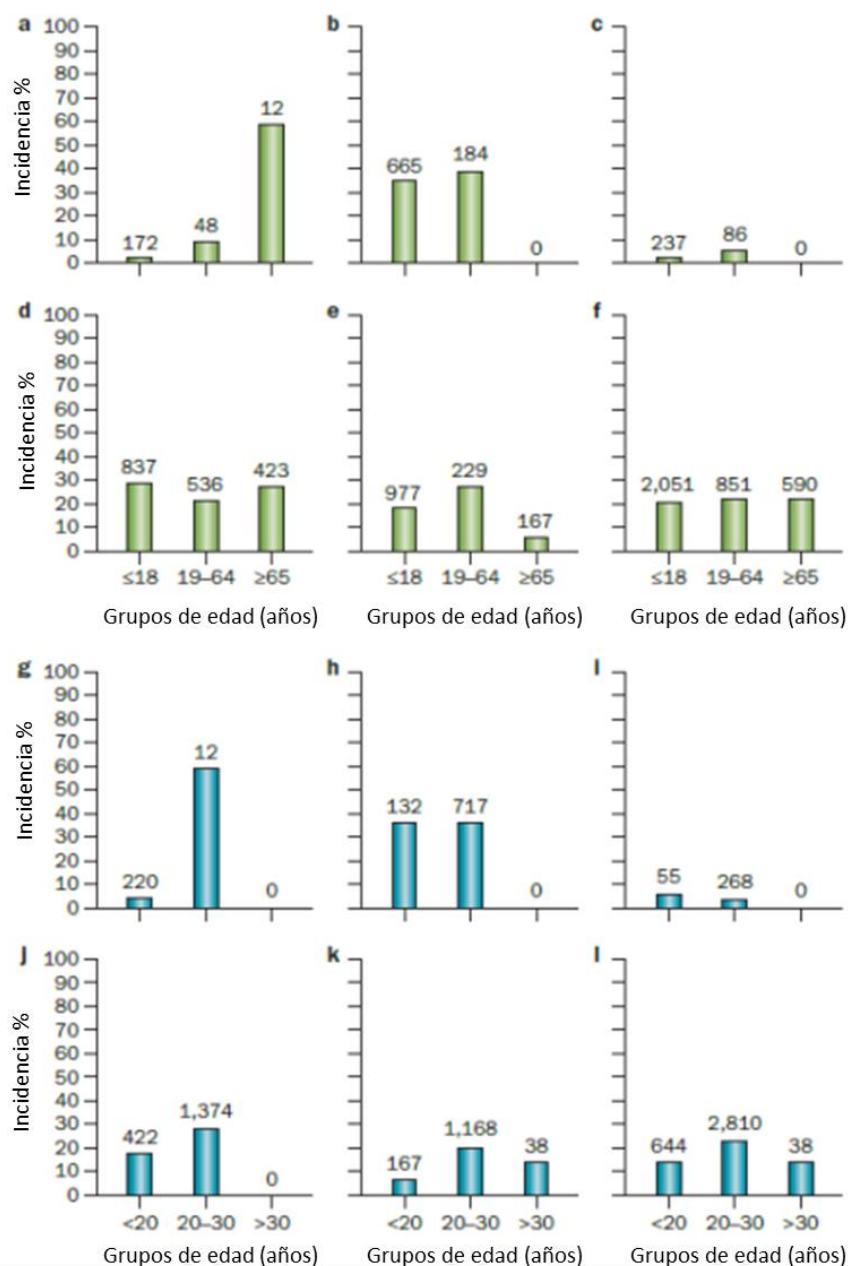 a b c
100
90
80
70
60
50
40
30
20
10
0
Incidencia %
172 48 12
665 184 0
237 86 0
d e f
100
90
80
70
60
50
40
30
20
10
0
Incidencia %
837 536 423
977 229 167
2,051 851 590
≤18 19–64 ≥65 ≤18 19–64 ≥65 ≤18 19–64 ≥65
Grupos de edad (años) Grupos de edad (años) Grupos de edad (años)
g h I
100
90
80
70
60
50
40
30
20
10
0
Incidencia %
220 12 0
132 717 0
55 268 0
J k l
100
90
80
70
60
50
40
30
20
10
0
Incidencia %
422 1,374 0
167 1,168 38
644 2,810 38
<20 20–30 >30 <20 20–30 >30 <20 20–30 >30
Grupos de edad (años) Grupos de edad (años) Grupos de edad (años)